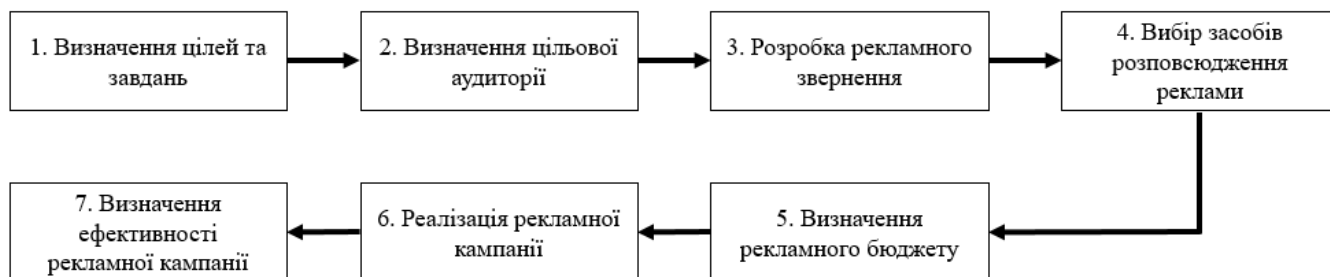 1. Визначення цілей та
завдань
2. Визначення цільової
аудиторії
3. Розробка рекламного
звернення
4. Вибір засобів
розповсюдження
реклами
5. Визначення
рекламного бюджету
6. Реалізація рекламної
кампанії
7. Визначення
ефективності
рекламної кампанії